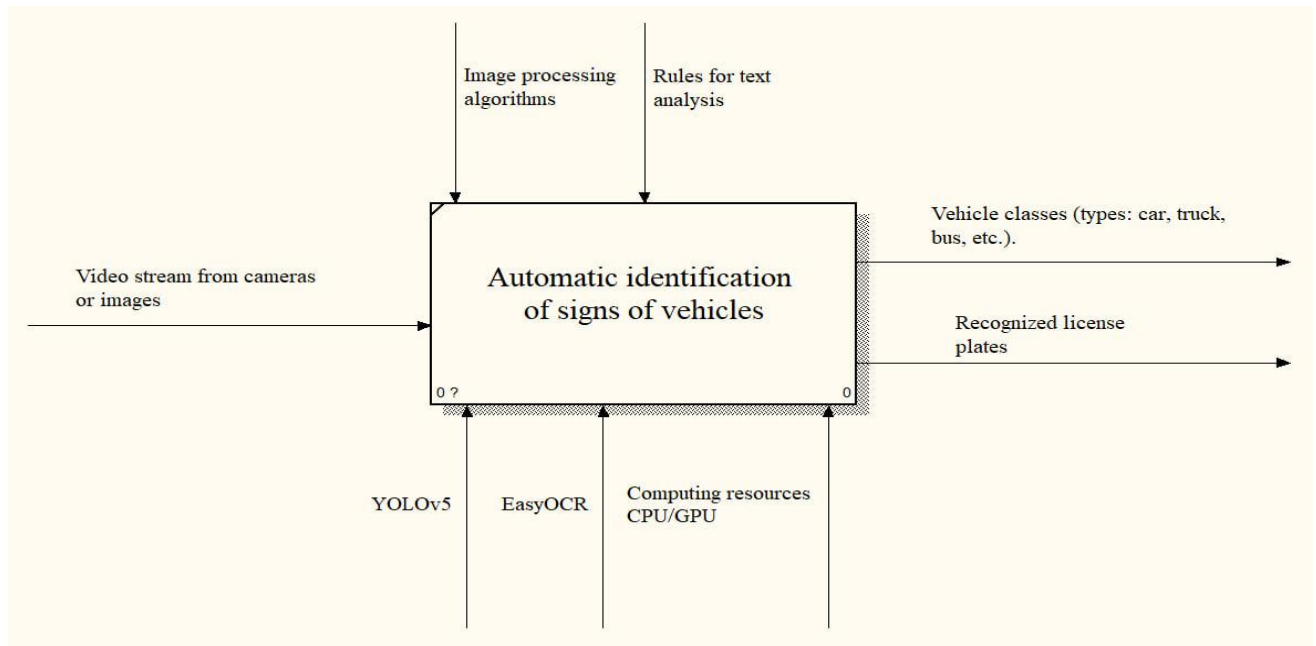 Image processing
algorithms
Rules for text
analysis
Vehicle classes (types: car, truck,
bus, etc.).
Video stream from cameras
or images
Automatic identification
of signs of vehicles
Recognized license
plates
0 ?
0
YOLOv5
EasyOCR
Computing resources
CPU/GPU